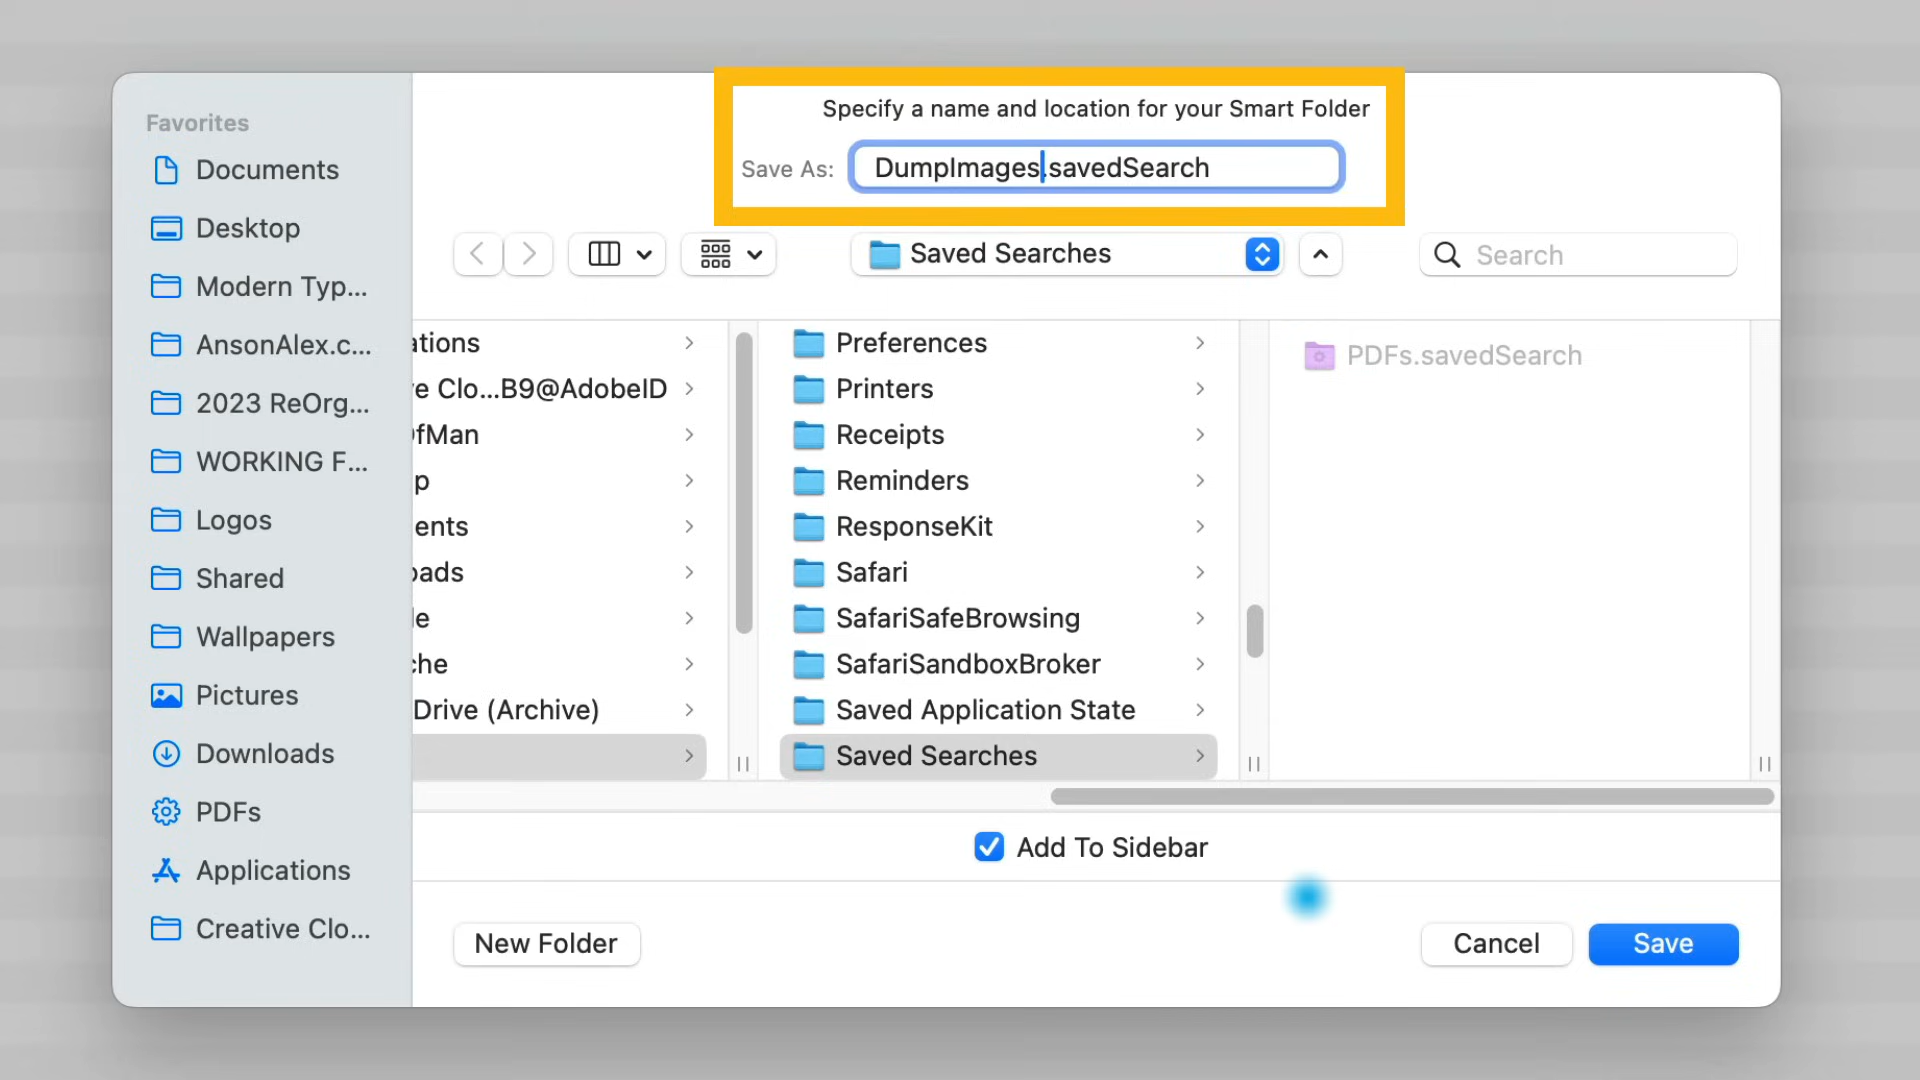 Favorites
Documents
Desktop
Modern Typ...
AnsonAlex.c...
2023 ReOrg...
WORKING F...
Logos
Shared
Wallpapers
Pictures
Downloads
PDFs
Applications
Creative Clo...
Specify a name and location for your Smart Folder
Save As: DumpImages.savedSearch
Saved Searches
Search
ations
e Clo...B9@AdobeID
fMan
p
ents
oads
le
che
Drive (Archive)
Preferences
Printers
Receipts
Reminders
ResponseKit
Safari
SafariSafeBrowsing
SafariSandboxBroker
Saved Application State
Saved Searches
PDFs.savedSearch
Add To Sidebar
New Folder
Cancel
Save